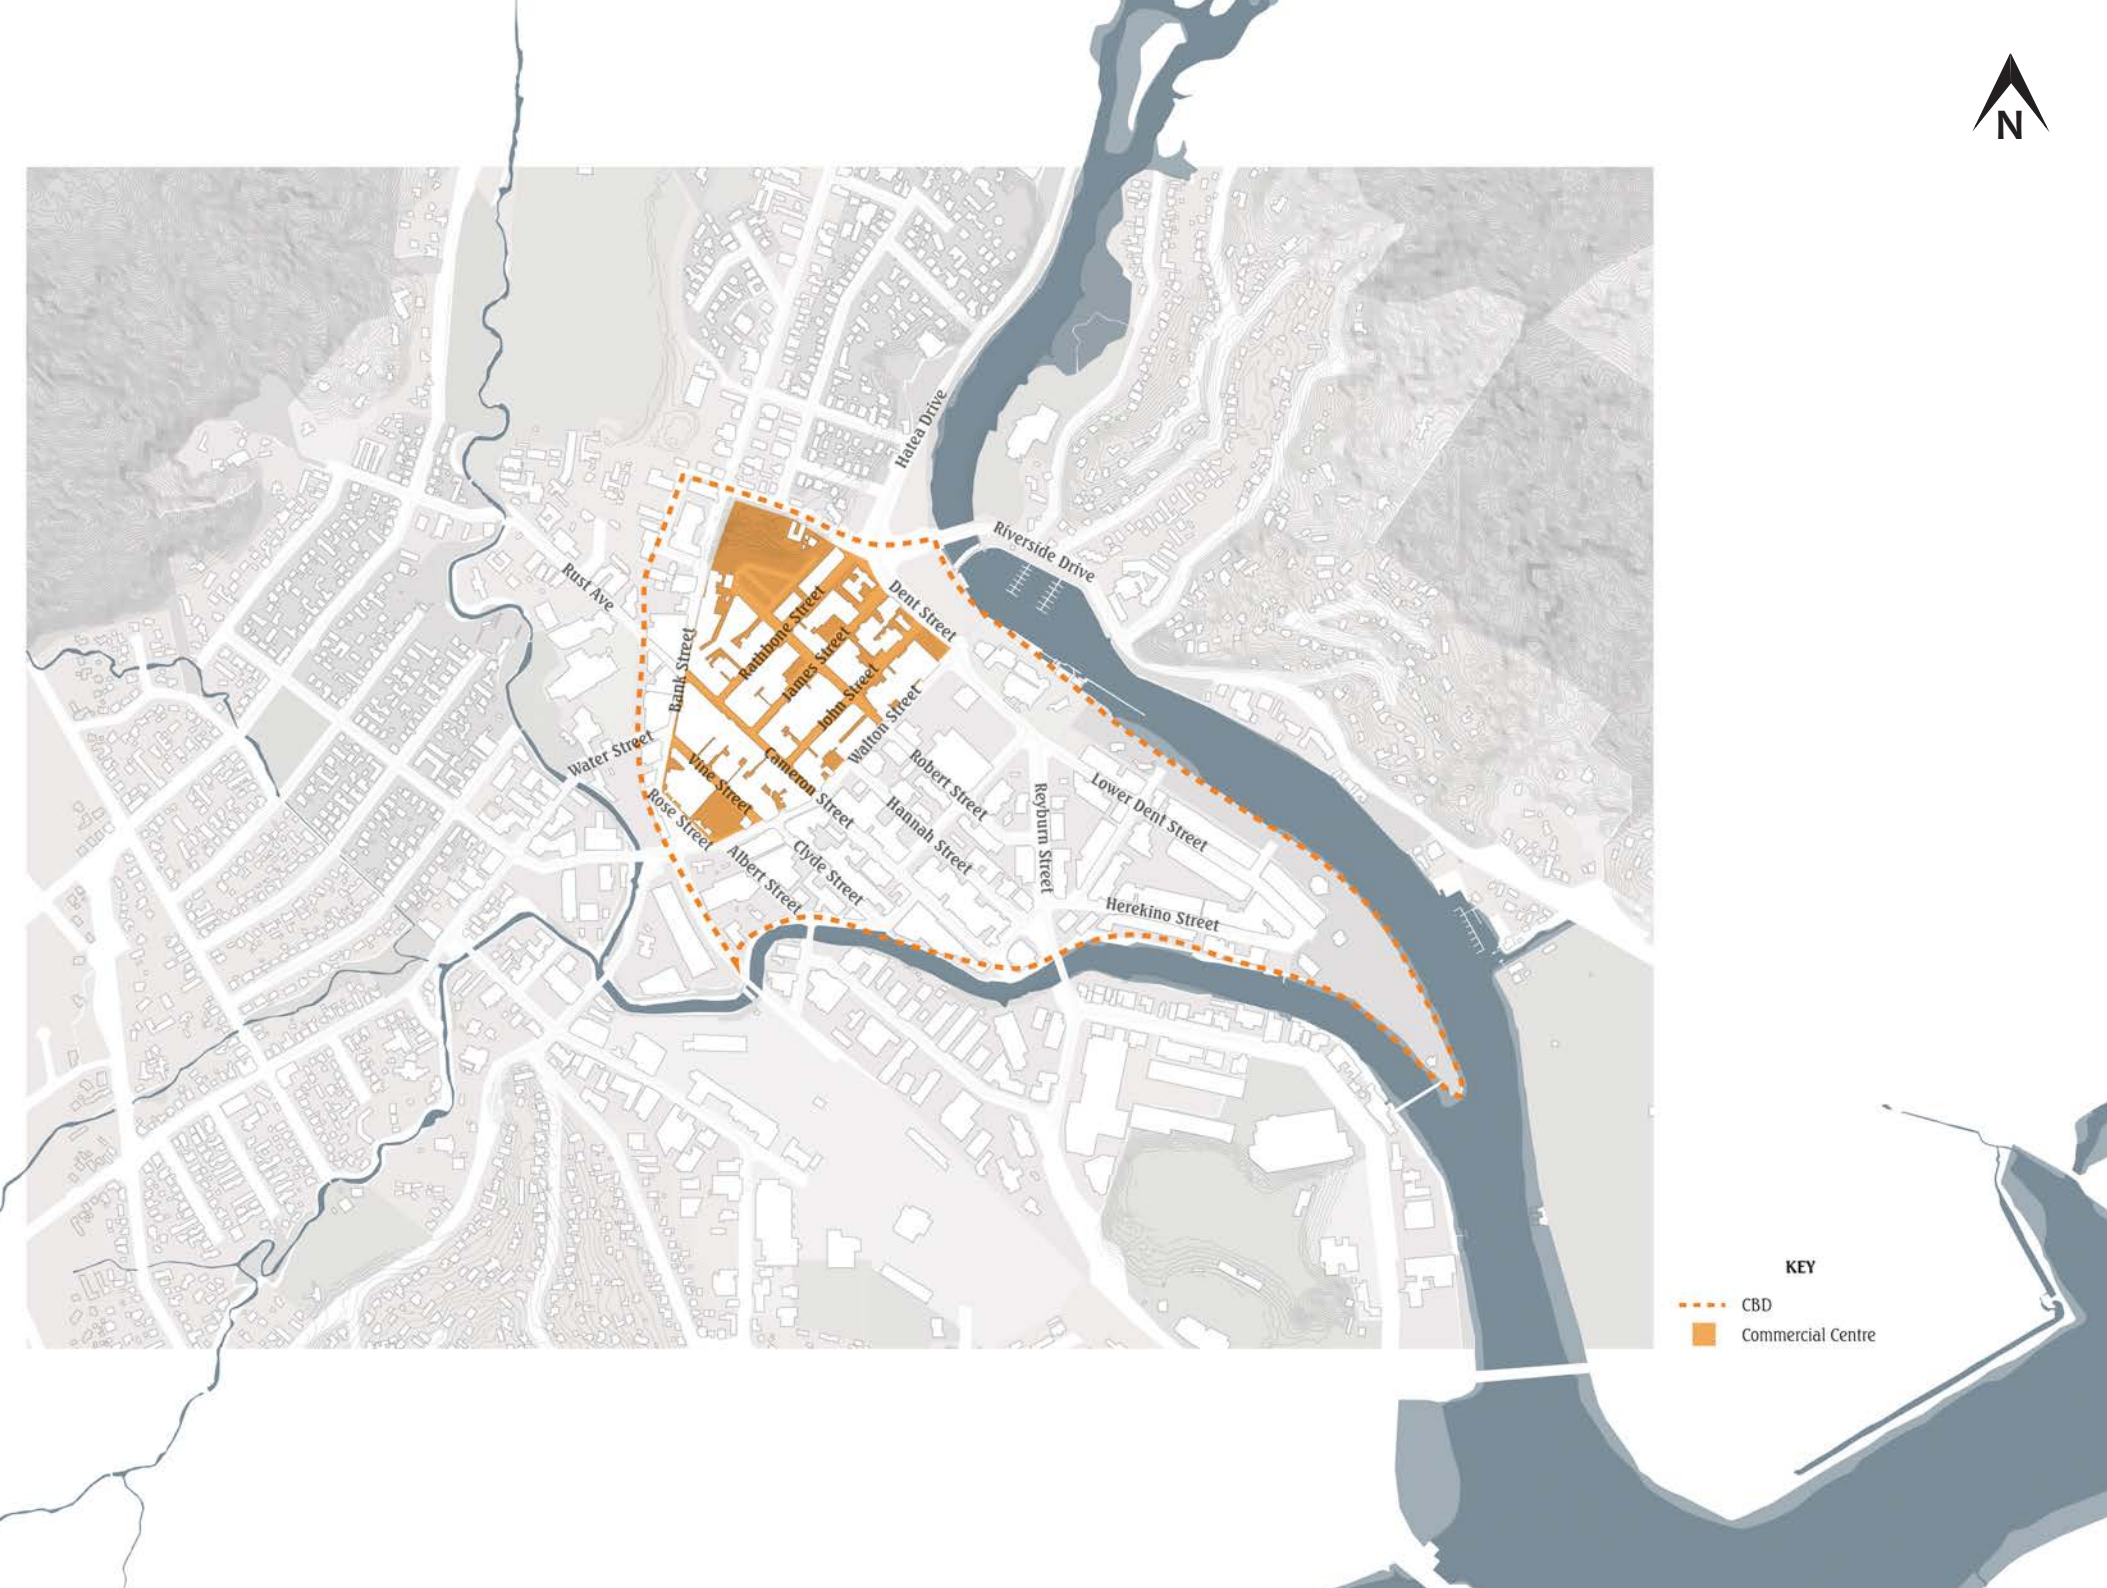 N
Hatea Drive
Riverside Drive
Rust Ave
Dent Street
Rathbone Street
James Street
Bank Street
John Street
Walton Street
Water Street
Vine Street
Cameron Street
Robert Street
Rose Street
Hannah Street
Reyburn Street
Lower Dent Street
Albert Street
Clyde Street
Herekino Street
KEY
CBD
Commercial Centre